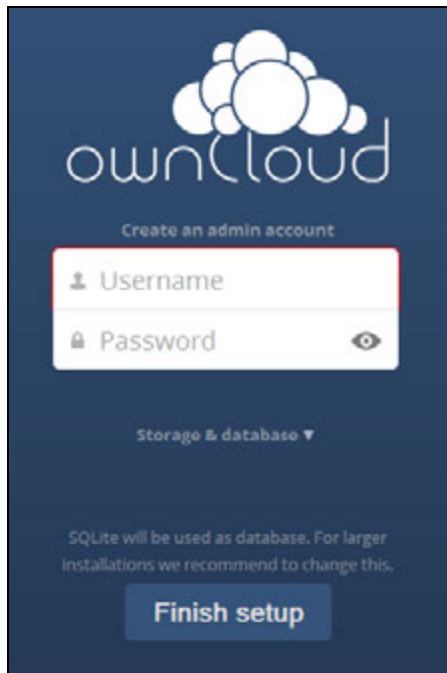 ownCloud
Create an admin account
Username
Password
Storage & database ▼
SQLite will be used as database. For larger
installations we recommend to change this.
Finish setup